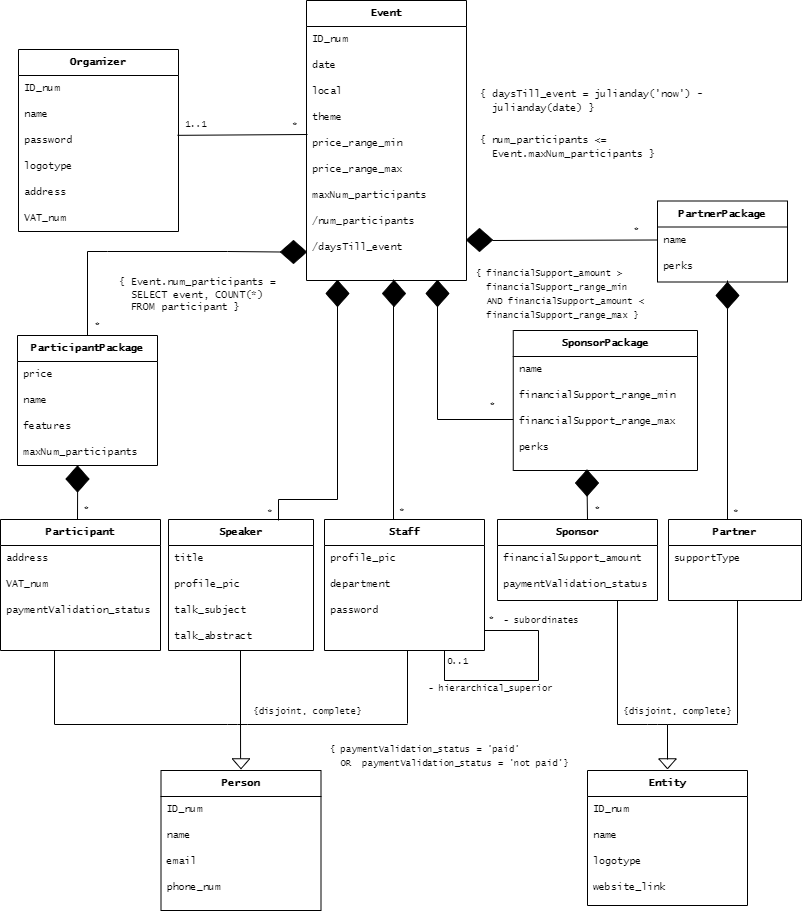 Event
ID_num
date
local
theme
price_range_min
price_range_max
maxNum_participants
/num_participants
/daysTill_event
Organizer
ID_num
name
password
logotype
address
VAT_num
1..1
*
{ daysTill_event = julianday('now') -
julianday(date) }
{ num_participants <=
Event.maxNum_participants }
PartnerPackage
name
perks
*
{ Event.num_participants =
SELECT event, COUNT(*)
FROM participant }
*
{ financialSupport_amount >
financialSupport_range_min
AND financialSupport_amount <
financialSupport_range_max }
ParticipantPackage
price
name
features
maxNum_participants
SponsorPackage
name
financialSupport_range_min
financialSupport_range_max
perks
*
*
*
*
*
*
Participant
address
VAT_num
paymentValidation_status
Speaker
title
profile_pic
talk_subject
talk_abstract
Staff
profile_pic
department
password
Sponsor
financialSupport_amount
paymentValidation_status
Partner
supportType
* - subordinates
0..1
- hierarchical_superior
{disjoint, complete}
{disjoint, complete}
{ paymentValidation_status = 'paid'
OR paymentValidation_status = 'not paid'}
Person
ID_num
name
email
phone_num
Entity
ID_num
name
logotype
website_link